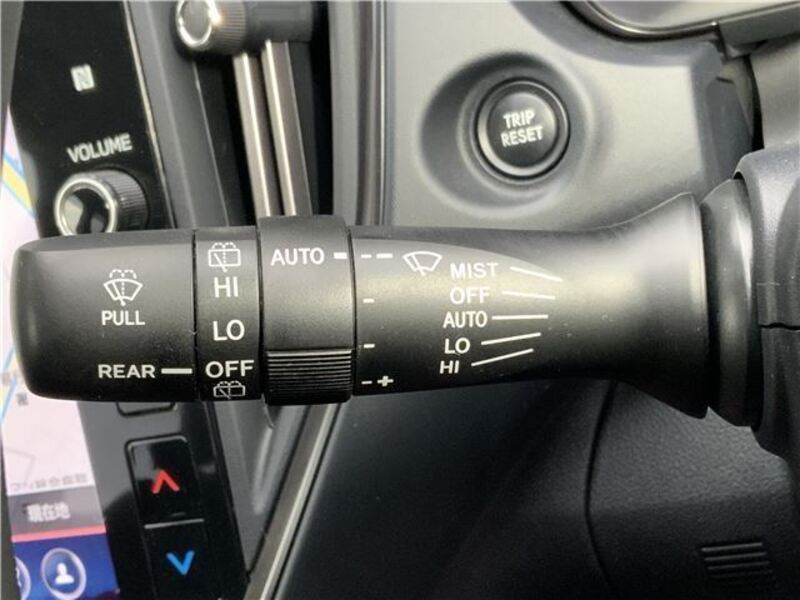 VOLUME
TRIP
RESET
PULL
REAR
HI
LO
OFF
AUTO
- +
MIST
OFF
AUTO
LO
HI
現在地